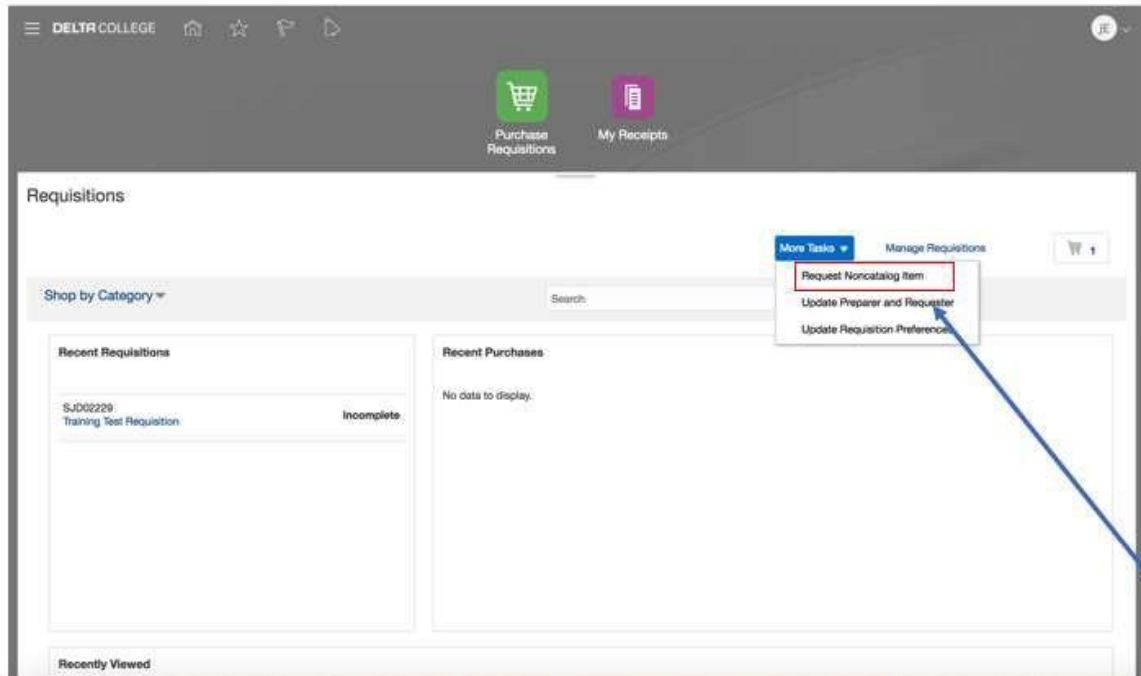 DELTA COLLEGE
JE
Purchase
Requisitions
My Receipts
Requisitions
More Tasks
Manage Requisitions
1
Request Noncatalog Item
Shop by Category
Search
Update Preparer and Requester
Update Requisition Preferences
Recent Requisitions
Recent Purchases
SJD02229
Training Test Requisition
Incomplete
No data to display.
Recently Viewed